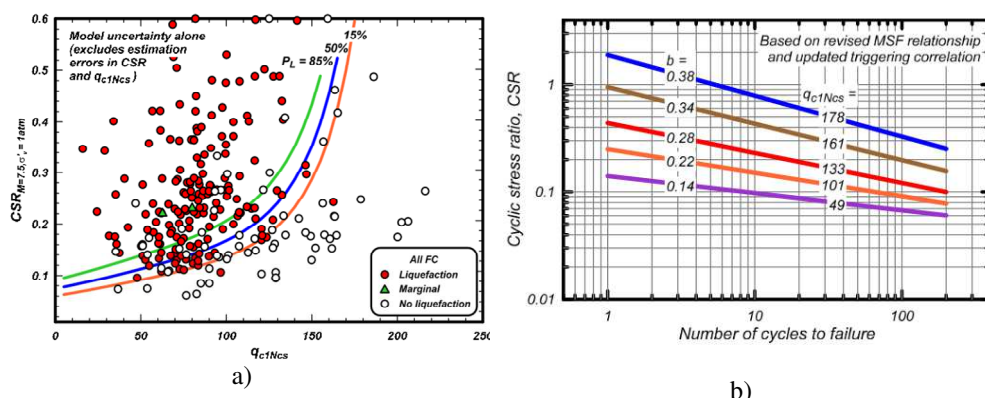 Model uncertainty alone
(excludes estimation
errors in CSR
and qc1Ncs )
15%
50%
PL = 85%
0.6
0.5
0.4
0.3
0.2
0.1
CSR M=7.5,σ'v = 1atm
All FC
Liquefaction
Marginal
No liquefaction
0
50
100
150
200
250
qc1Ncs
a)
Based on revised MSF relationship
and updated triggering correlation
b =
0.38
0.34
0.28
0.22
0.14
qc1Ncs =
178
161
133
101
49
1
0.1
0.01
Cyclic stress ratio, CSR
1
10
100
Number of cycles to failure
b)